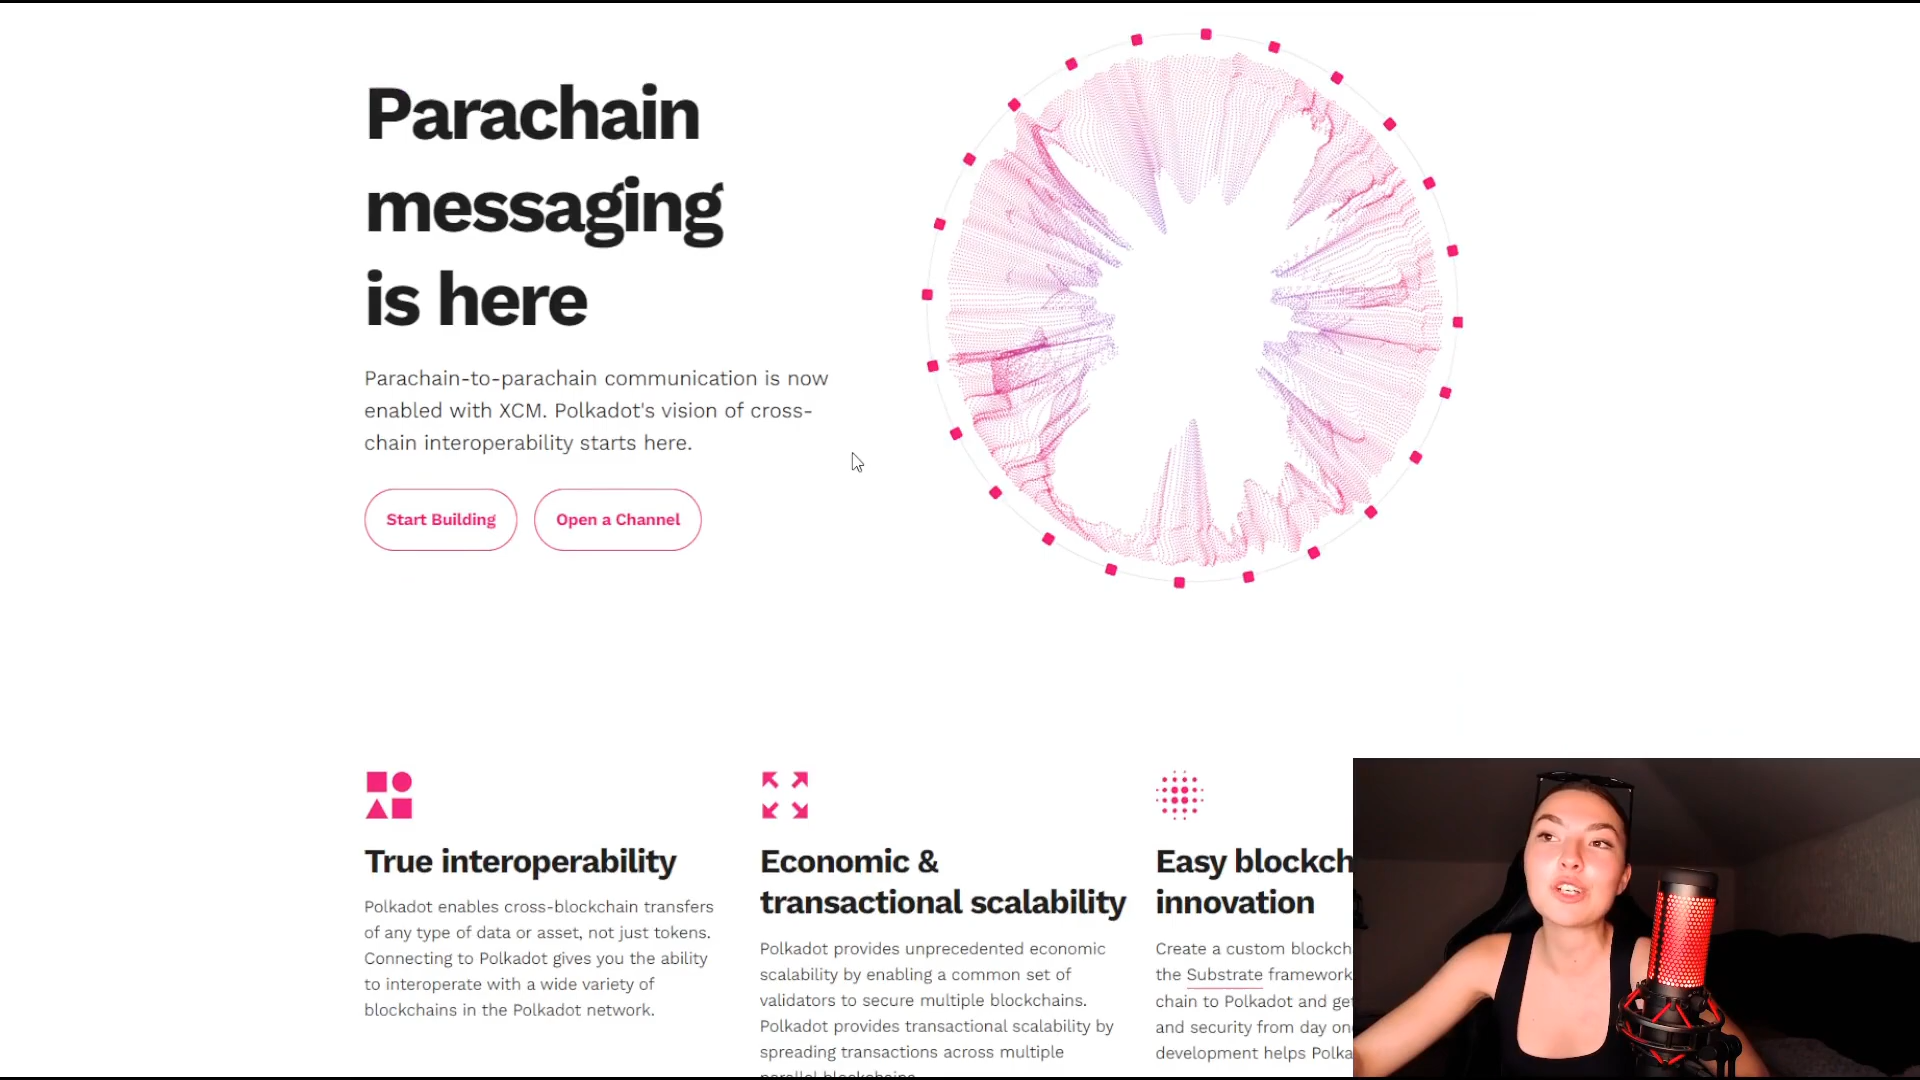 Parachain
messaging
is here
Parachain-to-parachain communication is now
enabled with XCM. Polkadot's vision of cross-
chain interoperability starts here.
Start Building
Open a Channel
True interoperability
Polkadot enables cross-blockchain transfers
of any type of data or asset, not just tokens.
Connecting to Polkadot gives you the ability
to interoperate with a wide variety of
blockchains in the Polkadot network.
Economic &
transactional scalability
Polkadot provides unprecedented economic
scalability by enabling a common set of
validators to secure multiple blockchains.
Polkadot provides transactional scalability by
spreading transactions across multiple
parallel blockchains.
Easy blockch
innovation
Create a custom blockch
the Substrate framework
chain to Polkadot and get
and security from day on
development helps Polka